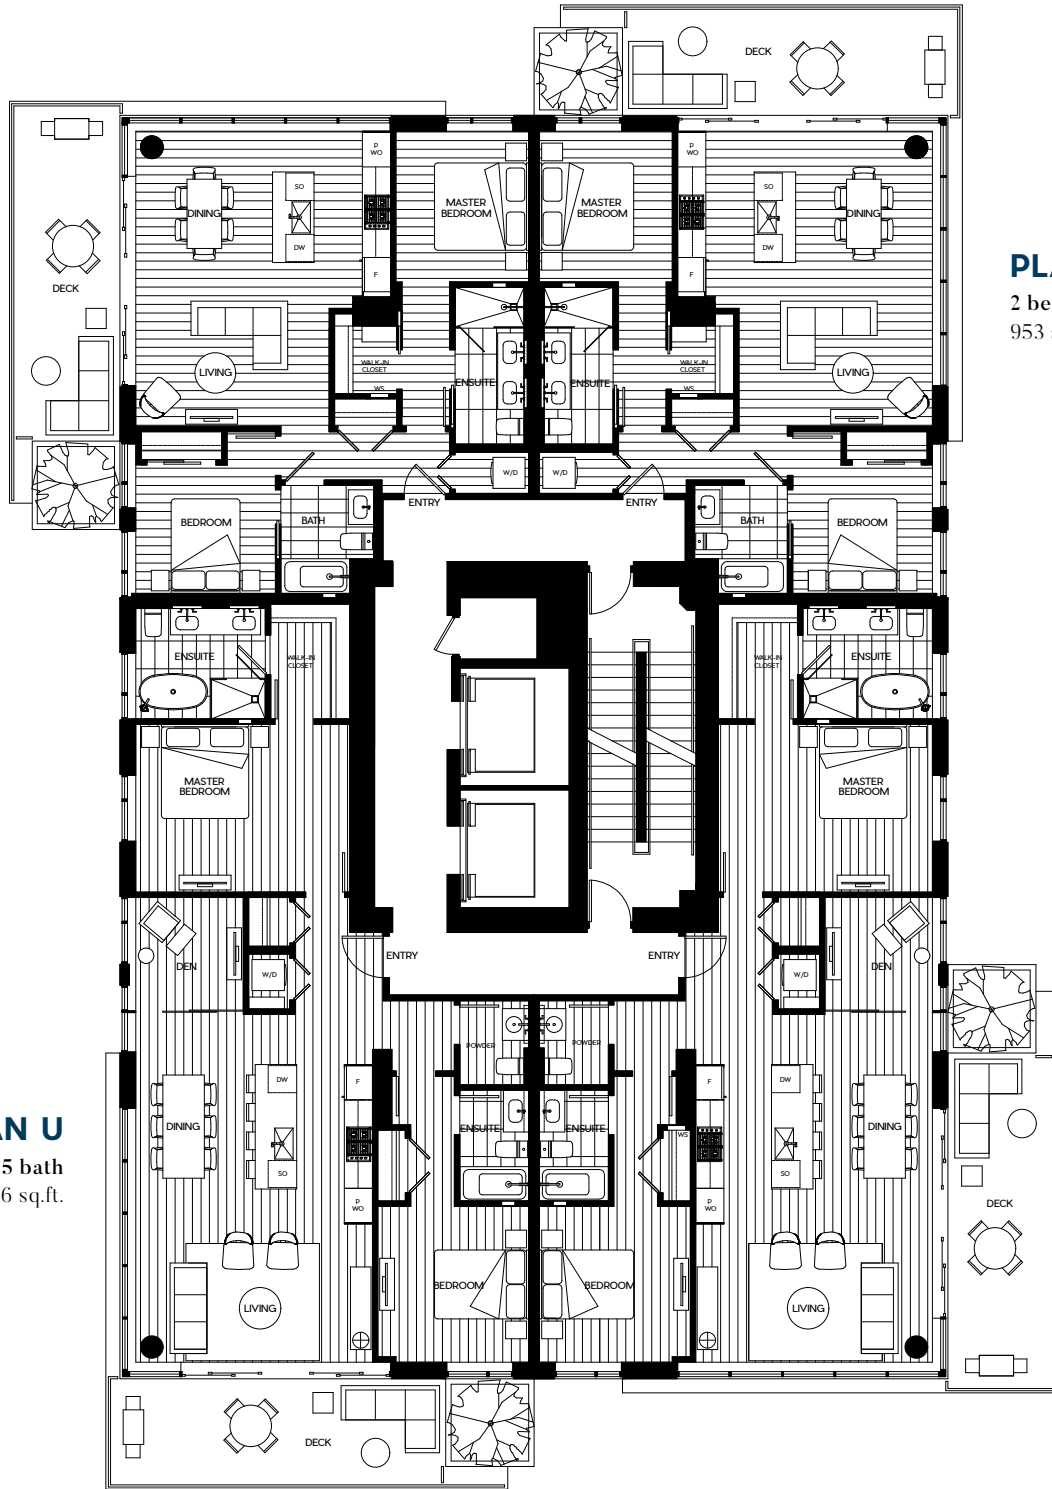 DECK
P
WO
P
WO
SO
SO
MASTER
BEDROOM
MASTER
BEDROOM
DINING
DINING
DW
DW
DECK
F
F
PLA
2 be
953
WALK-IN
CLOSET
WALK-IN
CLOSET
LIVING
LIVING
ENSUITE
ENSUITE
WS
WS
W/D
W/D
ENTRY
ENTRY
BEDROOM
BATH
BATH
BEDROOM
ENSUITE
WALK-IN
CLOSET
WALK-IN
CLOSET
ENSUITE
MASTER
BEDROOM
MASTER
BEDROOM
ENTRY
ENTRY
DEN
DEN
W/D
W/D
POWDER
POWDER
DW
F
F
DW
AN U
5 bath
6 sq.ft.
DINING
ENSUITE
ENSUITE
WS
DINING
SO
SO
P
WO
P
WO
DECK
BEDROOM
BEDROOM
LIVING
LIVING
DECK